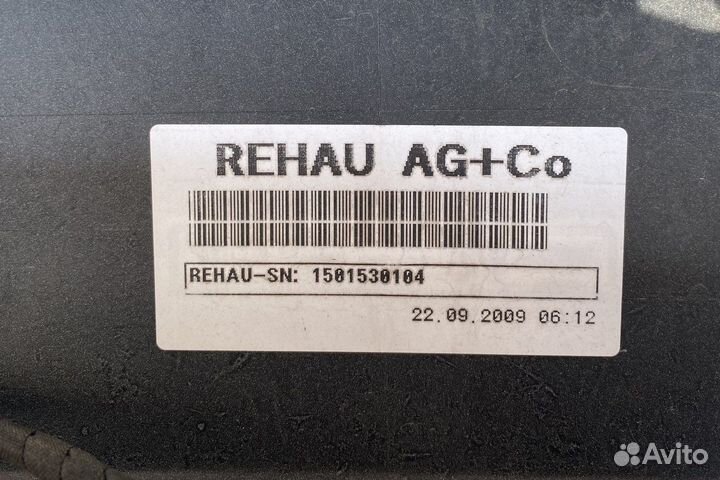 REHAU AG+Co
REHAU-SN: 1501530104
22.09.2009 06:12
Avito